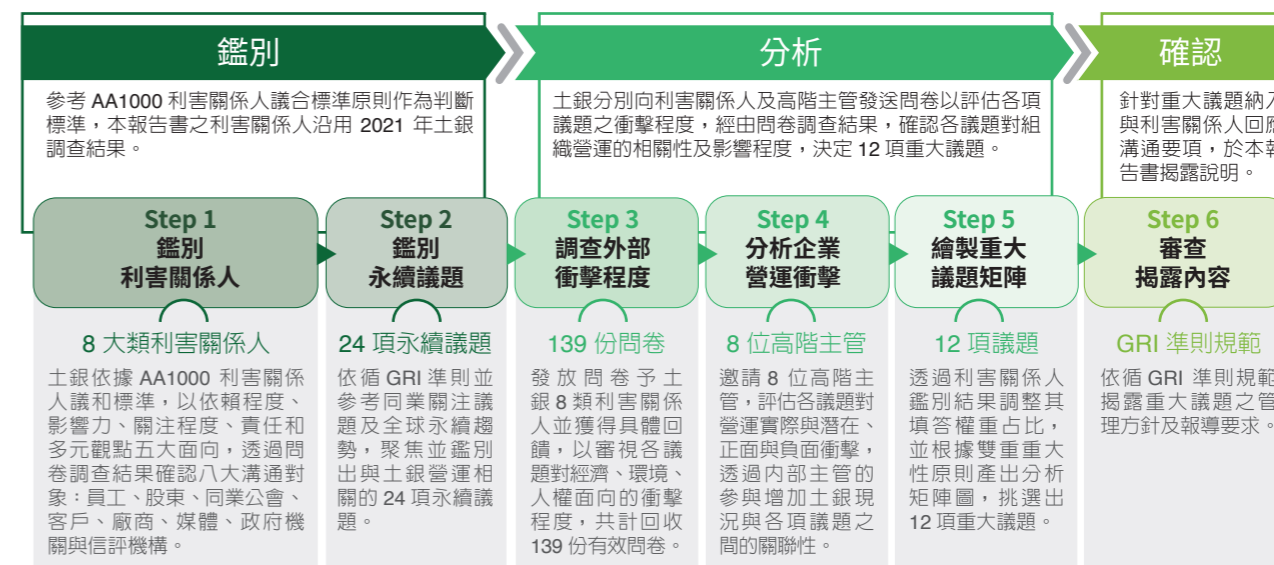 鑑別
參考 AA1000 利害關係人議合標準原則作為判斷
標準，本報告書之利害關係人沿用 2021 年土銀
調查結果。
分析
土銀分別向利害關係人及高階主管發送問卷以評估各項
議題之衝擊程度，經由問卷調查結果，確認各議題對組
織營運的相關性及影響程度，決定 12 項重大議題。
確認
針對重大議題納入
與利害關係人回應
溝通要項，於本報
告書揭露說明。
Step 1
鑑別
利害關係人
8 大類利害關係人
土銀依據 AA1000 利害關係
人議和標準，以依賴程度、
影響力、關注程度、責任和
多元觀點五大面向，透過問
卷調查結果確認八大溝通對
象：員工、股東、同業公會、
客戶、廠商、媒體、政府機
關與信評機構。
Step 2
鑑別
永續議題
24 項永續議題
依循 GRI 準則並
參考同業關注議
題及全球永續趨
勢，聚焦並鑑別
出與土銀營運相
關的 24 項永續議
題。
Step 3
調查外部
衝擊程度
139 份問卷
發放問卷予土
銀 8 類利害關係
人並獲得具體回
饋，以審視各議
題對經濟、環境、
人權面向的衝擊
程度，共計回收
139 份有效問卷。
Step 4
分析企業
營運衝擊
8 位高階主管
邀請 8 位高階主
管，評估各議題對
營運實際與潛在、
正面與負面衝擊，
透過內部主管的
參與增加土銀現
況與各項議題之
間的關聯性。
Step 5
繪製重大
議題矩陣
12 項議題
透過利害關係人
鑑別結果調整其
填答權重占比，
並根據雙重重大
性原則產出分析
矩陣圖，挑選出
12 項重大議題。
Step 6
審查
揭露內容
GRI 準則規範
依循 GRI 準則規範
揭露重大議題之管
理方針及報導要求。